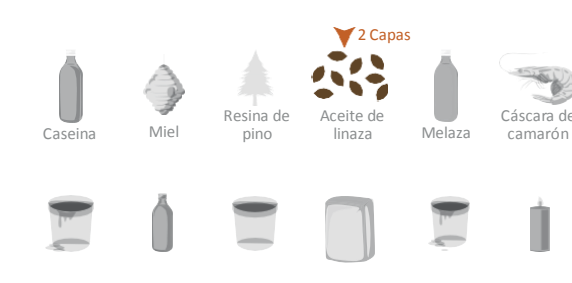 2 Capas
Caseina
Miel
Resina de
pino
Aceite de
linaza
Melaza
Cáscara de
camarón